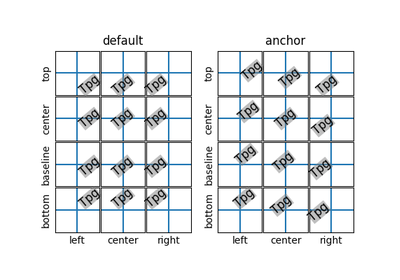 default anchor
top Tpg Tpg Tpg top Tpg Tpg Tpg
center Tpg Tpg Tpg center Tpg Tpg Tpg
baseline Tpg Tpg Tpg baseline Tpg Tpg Tpg
bottom Tpg Tpg Tpg bottom Tpg Tpg Tpg
left center right left center right